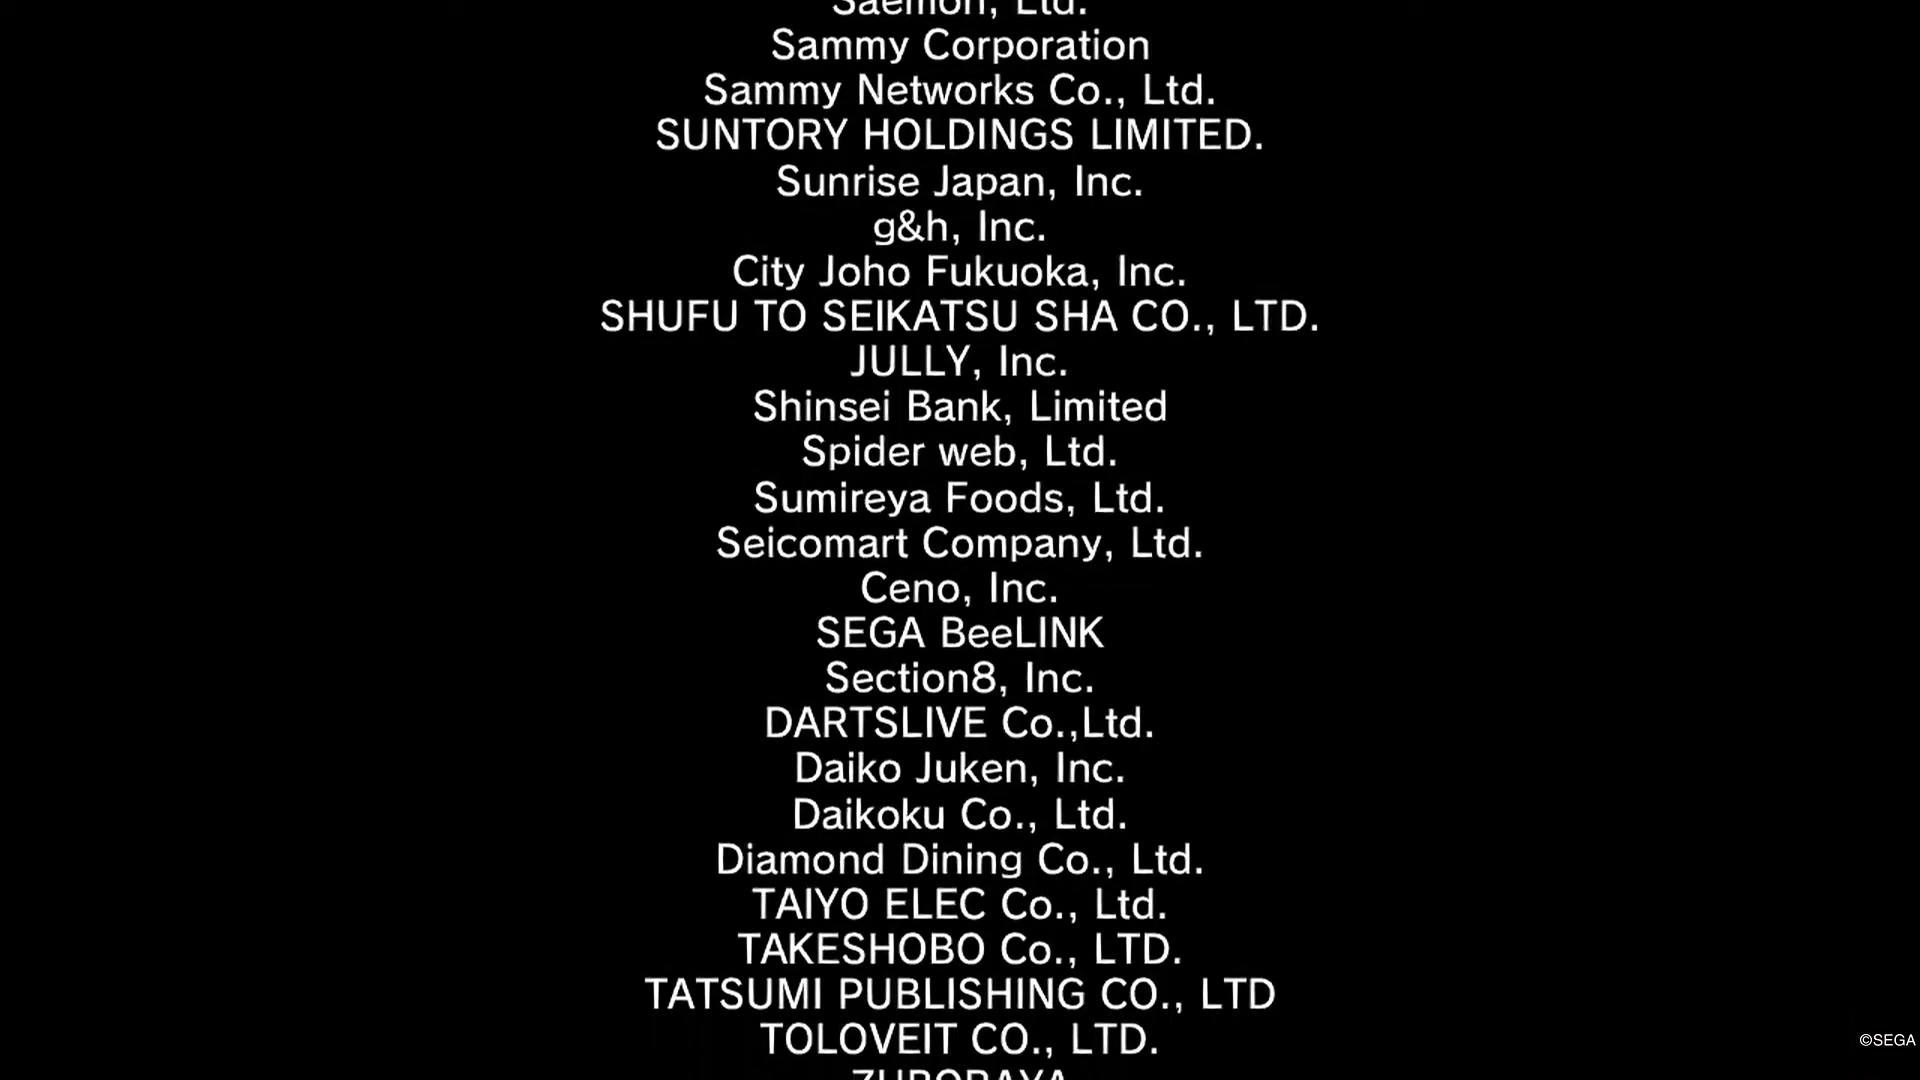 Saemon, Ltd.
Sammy Corporation
Sammy Networks Co., Ltd.
SUNTORY HOLDINGS LIMITED.
Sunrise Japan, Inc.
g&h, Inc.
City Joho Fukuoka, Inc.
SHUFU TO SEIKATSU SHA CO., LTD.
JULLY, Inc.
Shinsei Bank, Limited
Spider web, Ltd.
Sumireya Foods, Ltd.
Seicomart Company, Ltd.
Ceno, Inc.
SEGA BeeLINK
Section8, Inc.
DARTSLIVE Co.,Ltd.
Daiko Juken, Inc.
Daikoku Co., Ltd.
Diamond Dining Co., Ltd.
TAIYO ELEC Co., Ltd.
TAKESHOBO Co., LTD.
TATSUMI PUBLISHING CO., LTD
TOLOVEIT CO., LTD.
©SEGA